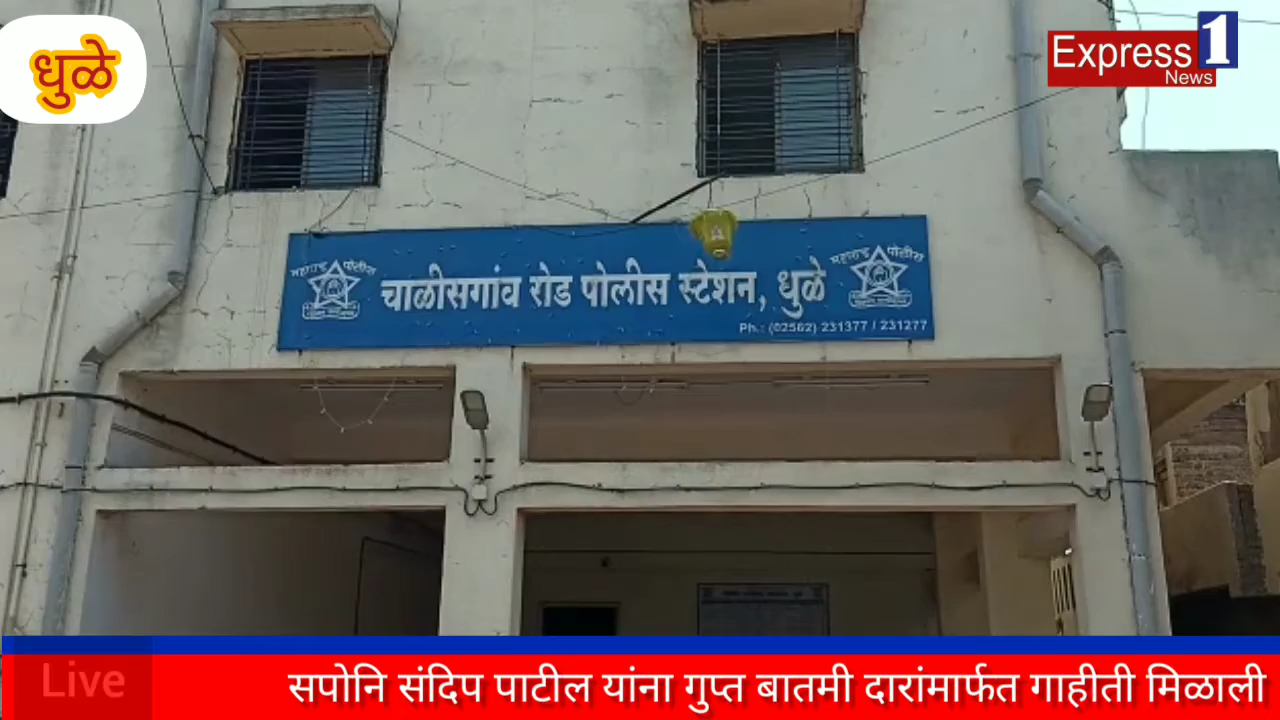 धुळे
Express 1
News
महाराष्ट्र पोलीस
महाराष्ट्र पोलीस
चाळीसगांव रोड पोलीस स्टेशन, धुळे
Ph.: (02562) 231377 / 231277
Live
सपोनि संदिप पाटील यांना गुप्त बातमी दारांमार्फत गाहीती मिळाली